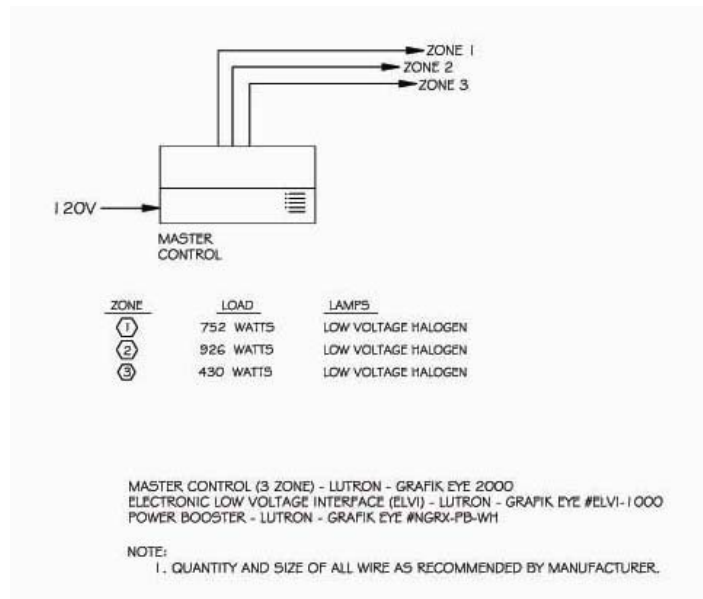 ZONE 1
ZONE 2
ZONE 3
120V
MASTER
CONTROL
ZONE LOAD LAMPS
1 752 WATTS LOW VOLTAGE HALOGEN
2 926 WATTS LOW VOLTAGE HALOGEN
3 430 WATTS LOW VOLTAGE HALOGEN
MASTER CONTROL (3 ZONE) - LUTRON - GRAFIK EYE 2000
ELECTRONIC LOW VOLTAGE INTERFACE (ELVI) - LUTRON - GRAFIK EYE #ELVI-1000
POWER BOOSTER - LUTRON - GRAFIK EYE #NGRX-PB-WH
NOTE:
1. QUANTITY AND SIZE OF ALL WIRE AS RECOMMENDED BY MANUFACTURER.